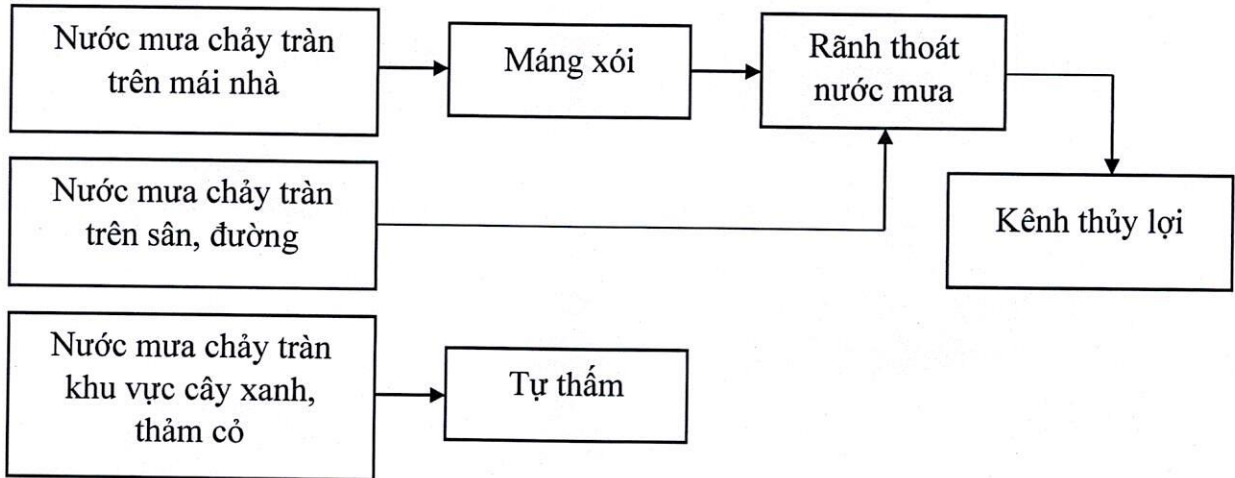 Nước mưa chảy tràn
trên mái nhà
Máng xói
Rãnh thoát
nước mưa
Nước mưa chảy tràn
trên sân, đường
Kênh thủy lợi
Nước mưa chảy tràn
khu vực cây xanh,
thảm cỏ
Tự thấm